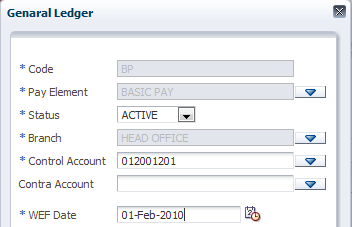 Genaral Ledger
* Code BP
* Pay Element BASIC PAY
* Status ACTIVE
* Branch HEAD OFFICE
* Control Account 012001201
Contra Account
* WEF Date 01-Feb-2010